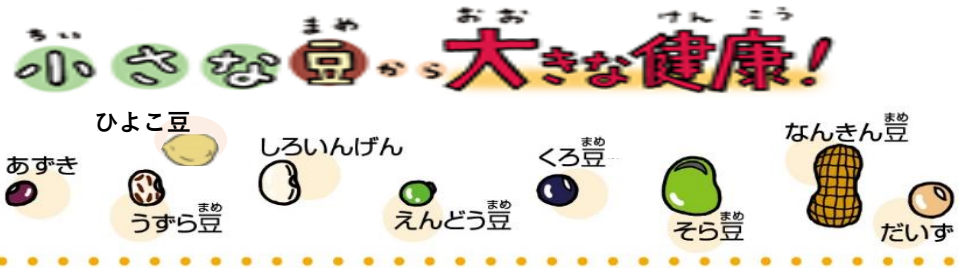 小さな豆から大きな健康!
ひよこ豆
あずき
うずら豆
しろいんげん
えんどう豆
くろ豆
そら豆
なんきん豆
だいず